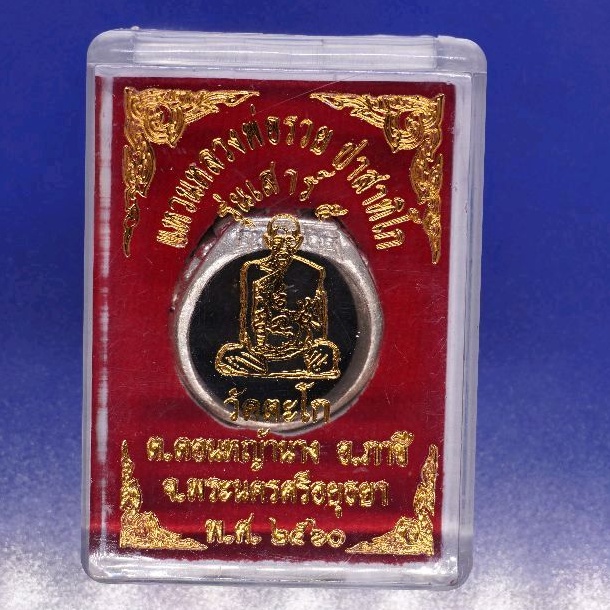 แหวนหลวงพ่อรวย ปาสาทิโก
รุ่นเสาร์ ๕
วัดตะโก
ต.ดอนหญ้านาง อ.ภาชี
จ.พระนครศรีอยุธยา
พ.ศ. ๒๕๖๐